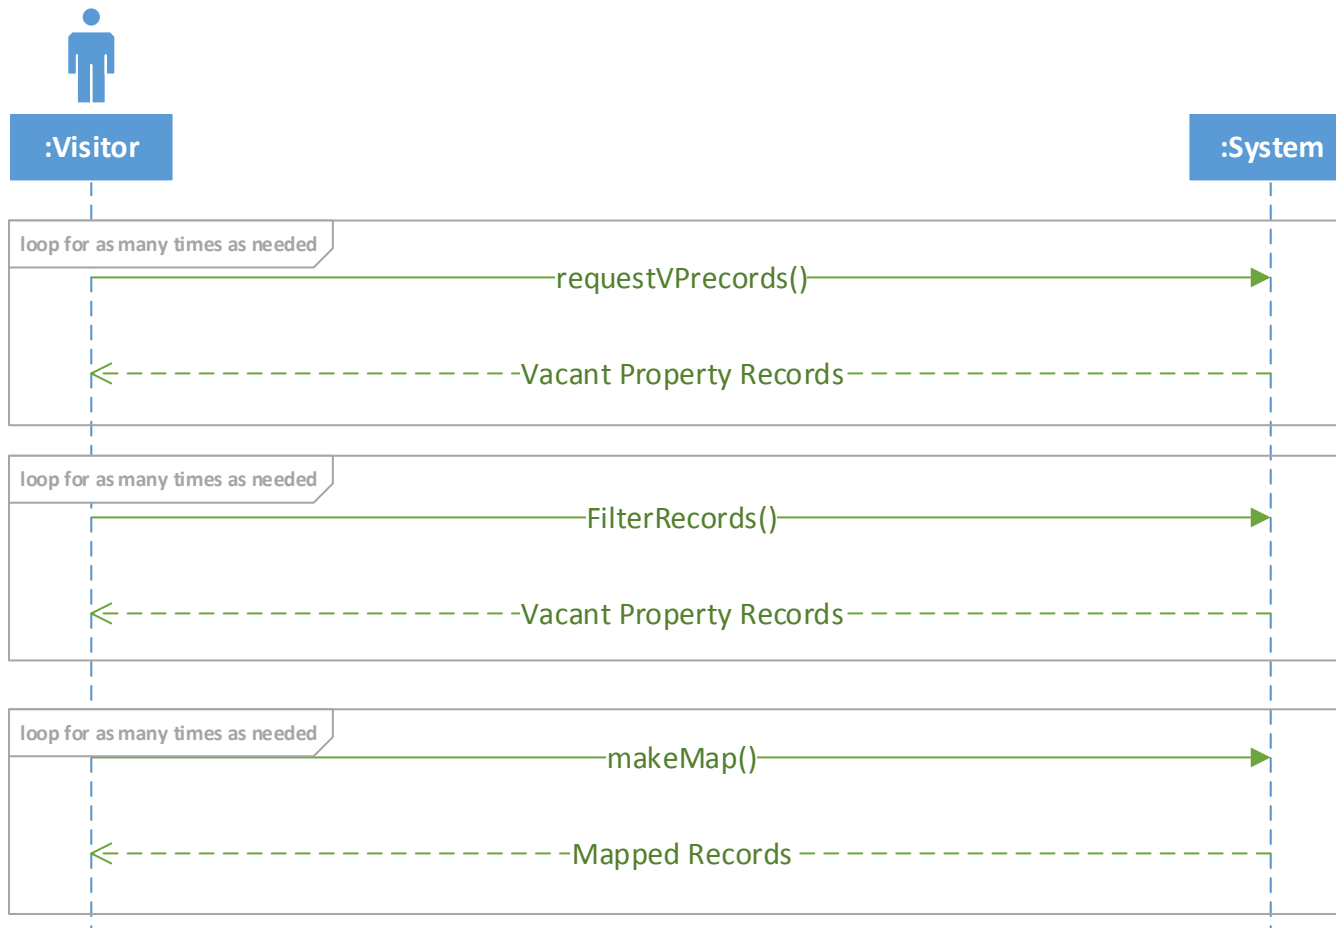 :Visitor
:System
loop for as many times as needed
requestVPrecords()
Vacant Property Records
loop for as many times as needed
FilterRecords()
Vacant Property Records
loop for as many times as needed
makeMap()
Mapped Records